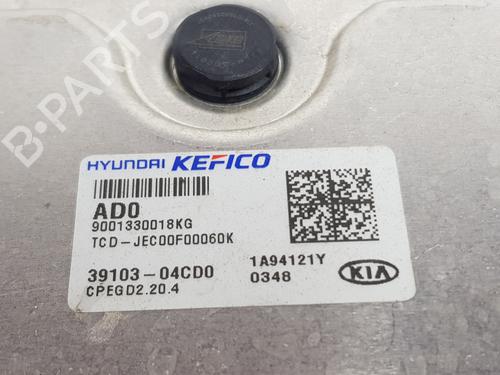 B-PARTS
HYUNDAI KEFICO
AD0
9001330018KG
TCD-JEC00F00060K
39103-04CD0
1A94121Y
CPEGD2.20.4
0348
KIA